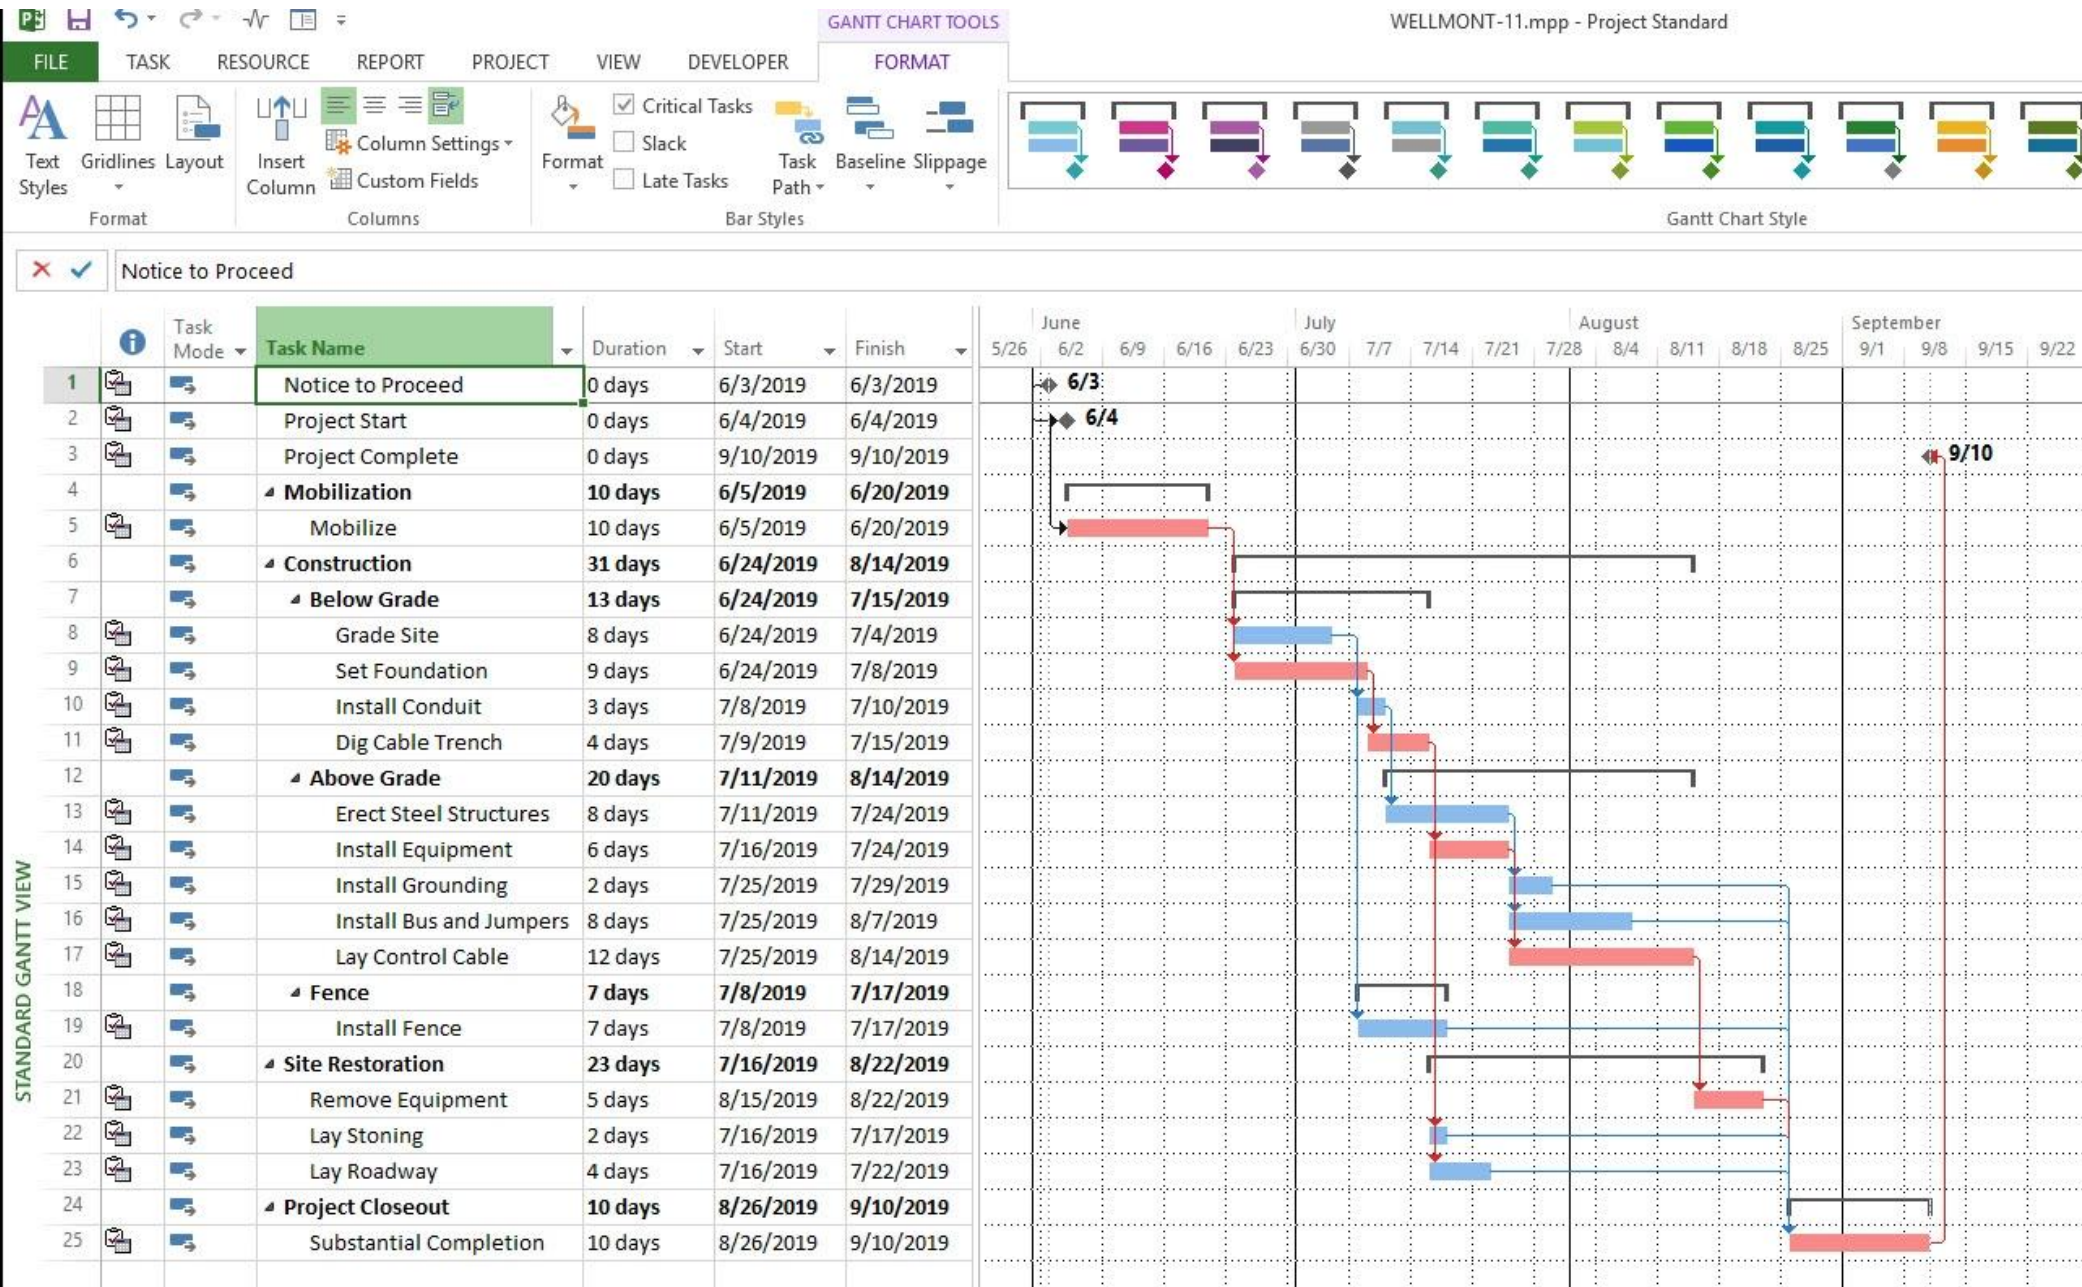 GANTT CHART TOOLS
WELLMONT-11.mpp - Project Standard
FILE TASK RESOURCE REPORT PROJECT VIEW DEVELOPER FORMAT
Text Styles
Gridlines
Layout
Format
Insert Column
Column Settings
Custom Fields
Columns
Format
Critical Tasks
Slack
Late Tasks
Task Path
Baseline
Slippage
Bar Styles
Gantt Chart Style
Notice to Proceed
Task Mode Task Name Duration Start Finish
June July August September
5/26 6/2 6/9 6/16 6/23 6/30 7/7 7/14 7/21 7/28 8/4 8/11 8/18 8/25 9/1 9/8 9/15 9/22
1 Notice to Proceed 0 days 6/3/2019 6/3/2019 6/3
2 Project Start 0 days 6/4/2019 6/4/2019 6/4
3 Project Complete 0 days 9/10/2019 9/10/2019 9/10
4 Mobilization 10 days 6/5/2019 6/20/2019
5 Mobilize 10 days 6/5/2019 6/20/2019
6 Construction 31 days 6/24/2019 8/14/2019
7 Below Grade 13 days 6/24/2019 7/15/2019
8 Grade Site 8 days 6/24/2019 7/4/2019
9 Set Foundation 9 days 6/24/2019 7/8/2019
10 Install Conduit 3 days 7/8/2019 7/10/2019
11 Dig Cable Trench 4 days 7/9/2019 7/15/2019
12 Above Grade 20 days 7/11/2019 8/14/2019
13 Erect Steel Structures 8 days 7/11/2019 7/24/2019
14 Install Equipment 6 days 7/16/2019 7/24/2019
15 Install Grounding 2 days 7/25/2019 7/29/2019
16 Install Bus and Jumpers 8 days 7/25/2019 8/7/2019
17 Lay Control Cable 12 days 7/25/2019 8/14/2019
18 Fence 7 days 7/8/2019 7/17/2019
19 Install Fence 7 days 7/8/2019 7/17/2019
20 Site Restoration 23 days 7/16/2019 8/22/2019
21 Remove Equipment 5 days 8/15/2019 8/22/2019
22 Lay Stoning 2 days 7/16/2019 7/17/2019
23 Lay Roadway 4 days 7/16/2019 7/22/2019
24 Project Closeout 10 days 8/26/2019 9/10/2019
25 Substantial Completion 10 days 8/26/2019 9/10/2019
STANDARD GANTT VIEW